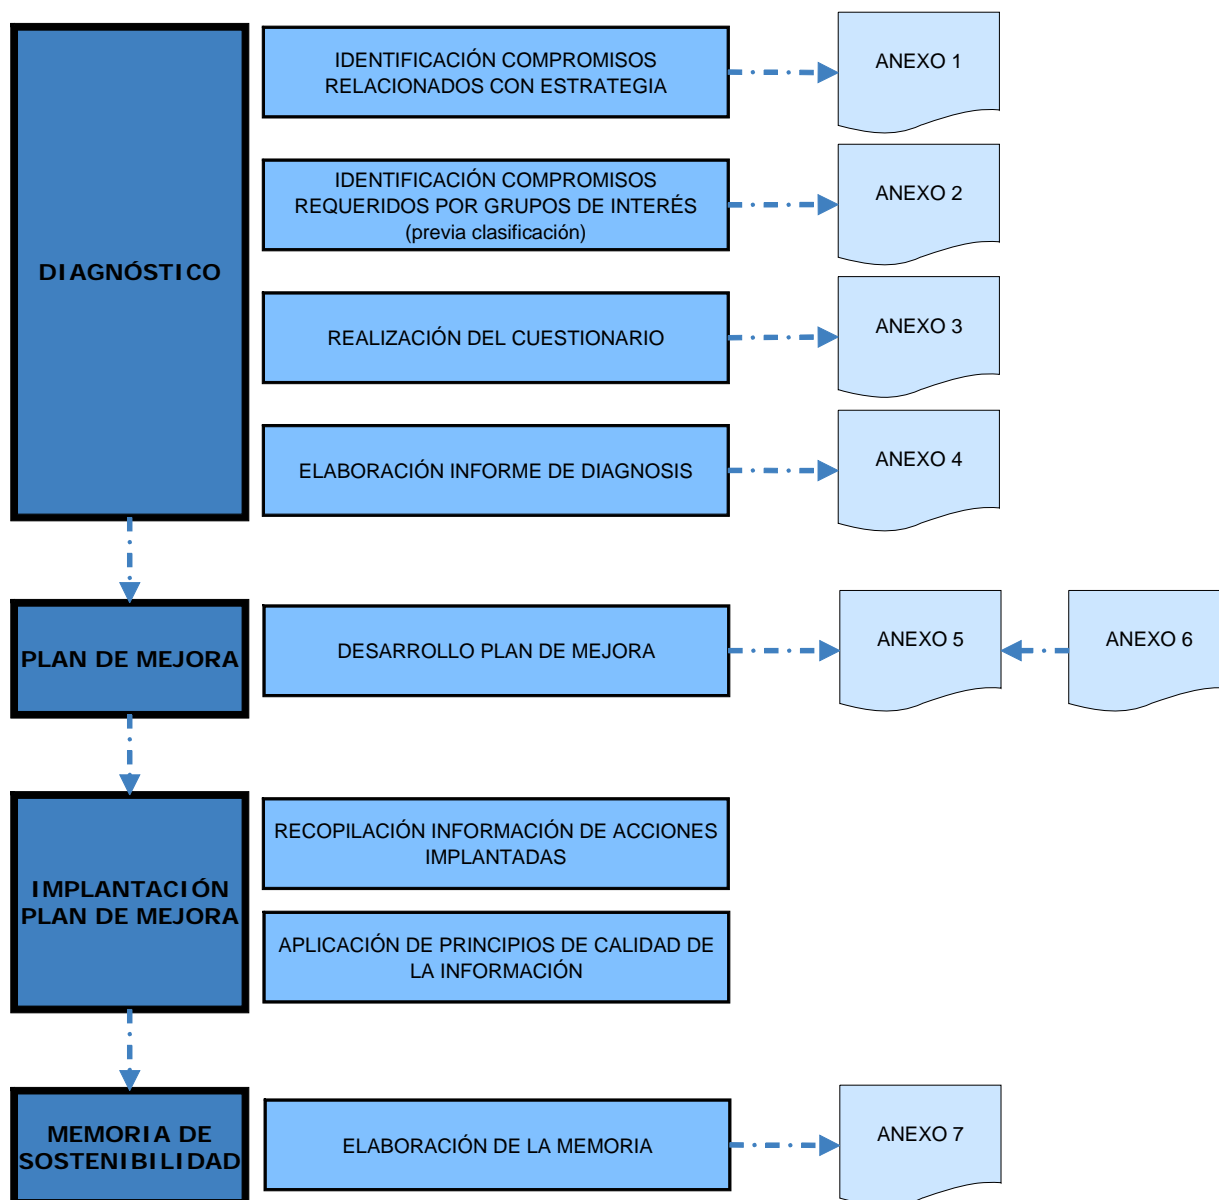 IDENTIFICACIÓN COMPROMISOS
RELACIONADOS CON ESTRATEGIA
ANEXO 1
IDENTIFICACIÓN COMPROMISOS
REQUERIDOS POR GRUPOS DE INTERÉS
(previa clasificación)
ANEXO 2
DIAGNÓSTICO
REALIZACIÓN DEL CUESTIONARIO
ANEXO 3
ELABORACIÓN INFORME DE DIAGNOSIS
ANEXO 4
PLAN DE MEJORA
DESARROLLO PLAN DE MEJORA
ANEXO 5
ANEXO 6
IMPLANTACIÓN
PLAN DE MEJORA
RECOPILACIÓN INFORMACIÓN DE ACCIONES
IMPLANTADAS
APLICACIÓN DE PRINCIPIOS DE CALIDAD DE
LA INFORMACIÓN
MEMORIA DE
SOSTENIBILIDAD
ELABORACIÓN DE LA MEMORIA
ANEXO 7